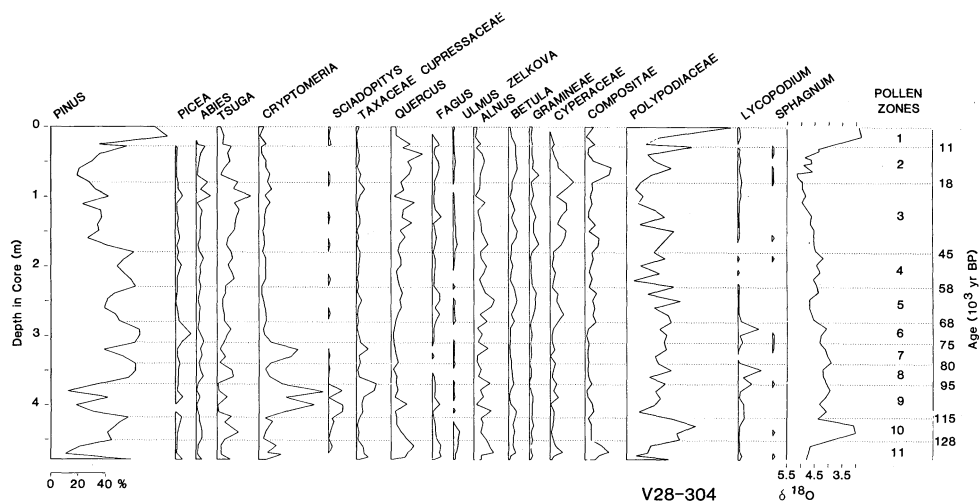 PINUS
PICEA
ABIES
TSUGA
CRYPTOMERIA
SCIADOPITYS
TAXACEAE CUPRESSACEAE
QUERCUS
FAGUS
ULMUS ZELKOVA
ALNUS
BETULA
GRAMINEAE
CYPERACEAE
COMPOSITAE
POLYPODIACEAE
LYCOPODIUM
SPHAGNUM
POLLEN
ZONES
Depth in Core (m)
0
1
2
3
4
1
2
3
4
5
6
7
8
9
10
11
11
18
45
58
68
75
80
95
115
128
Age (10³ yr BP)
0 20 40 %
5.5 4.5 3.5
V28-304
δ ¹⁸O